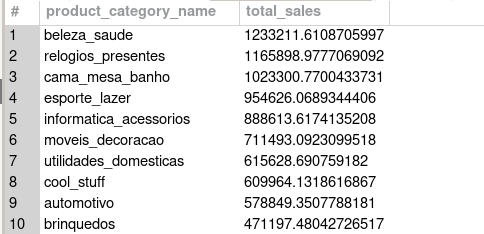 # product_category_name total_sales
1 beleza_saude 1233211.6108705997
2 relogios_presentes 1165898.9777069092
3 cama_mesa_banho 1023300.7700433731
4 esporte_lazer 954626.0689344406
5 informatica_acessorios 888613.6174135208
6 moveis_decoracao 711493.0923099518
7 utilidades_domesticas 615628.690759182
8 cool_stuff 609964.1318616867
9 automotivo 578849.3507788181
10 brinquedos 471197.48042726517